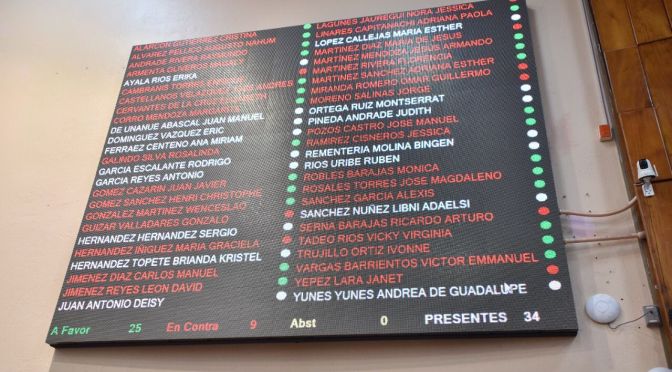 ALARCON GUTIERREZ CRISTINA
ALVAREZ PELLICO AUGUSTO NAHUM
ANDRADE RIVERA RAYMUNDO
ARMENTA OLIVEROS
AYALA RIOS ERIKA
CAMBRANIS TORRES ENRIQUE
CASTELLANOS VELAZQUEZ LUIS ANDRES
CERVANTES DE LA CRUZ ELIZABETH
CORRO MENDOZA MARGARITA
DE UNANUE ABASCAL JUAN MANUEL
DOMINGUEZ VAZQUEZ ERIC
FERRAEZ CENTENO ANA MIRIAM
GALINDO SILVA ROSALINDA
GARCIA ESCALANTE RODRIGO
GARCIA REYES ANTONIO
GOMEZ CAZARIN JUAN JAVIER
GOMEZ SANCHEZ HENRI CHRISTOPHE
GONZALEZ MARTINEZ WENCESLAO
GUIZAR VALLADARES GONZALO
HERNANDEZ HERNANDEZ SERGIO
HERNANDEZ IÑIGUEZ MARIA GRACIELA
HERNANDEZ TOPETE BRIANDA KRISTEL
JIMENEZ DIAZ CARLOS MANUEL
JIMENEZ REYES LEON DAVID
JUAN ANTONIO DEISY
LAGUNES JAUREGUI NORA JESSICA
LINARES CAPITANACHI ADRIANA PAOLA
LOPEZ CALLEJAS MARIA ESTHER
MARTINEZ DIAZ MARIA DE JESUS
MARTINEZ MENDOZA JESUS ARMANDO
MARTINEZ RIVERA FLORENCIA
MARTINEZ SANCHEZ ADRIANA ESTHER
MIRANDA ROMERO OMAR GUILLERMO
MORENO SALINAS JORGE
ORTEGA RUIZ MONTSERRAT
PINEDA ANDRADE JUDITH
POZOS CASTRO JOSE MANUEL
RAMIREZ CISNEROS JESSICA
REMENTERIA MOLINA BINGEN
RIOS URIBE RUBEN
ROBLES BARAJAS MONICA
ROSALES TORRES JOSE MAGDALENO
SANCHEZ GARCIA ALEXIS
SANCHEZ NUÑEZ LIBNI ADAELSI
SERNA BARAJAS RICARDO ARTURO
TADEO RIOS VICKY VIRGINIA
TRUJILLO ORTIZ IVONNE
VARGAS BARRIENTOS VICTOR EMMANUEL
YEPEZ LARA JANET
YUNES YUNES ANDREA DE GUADALUPE
A Favor 25 En Contra 9 Abst 0 PRESENTES 34